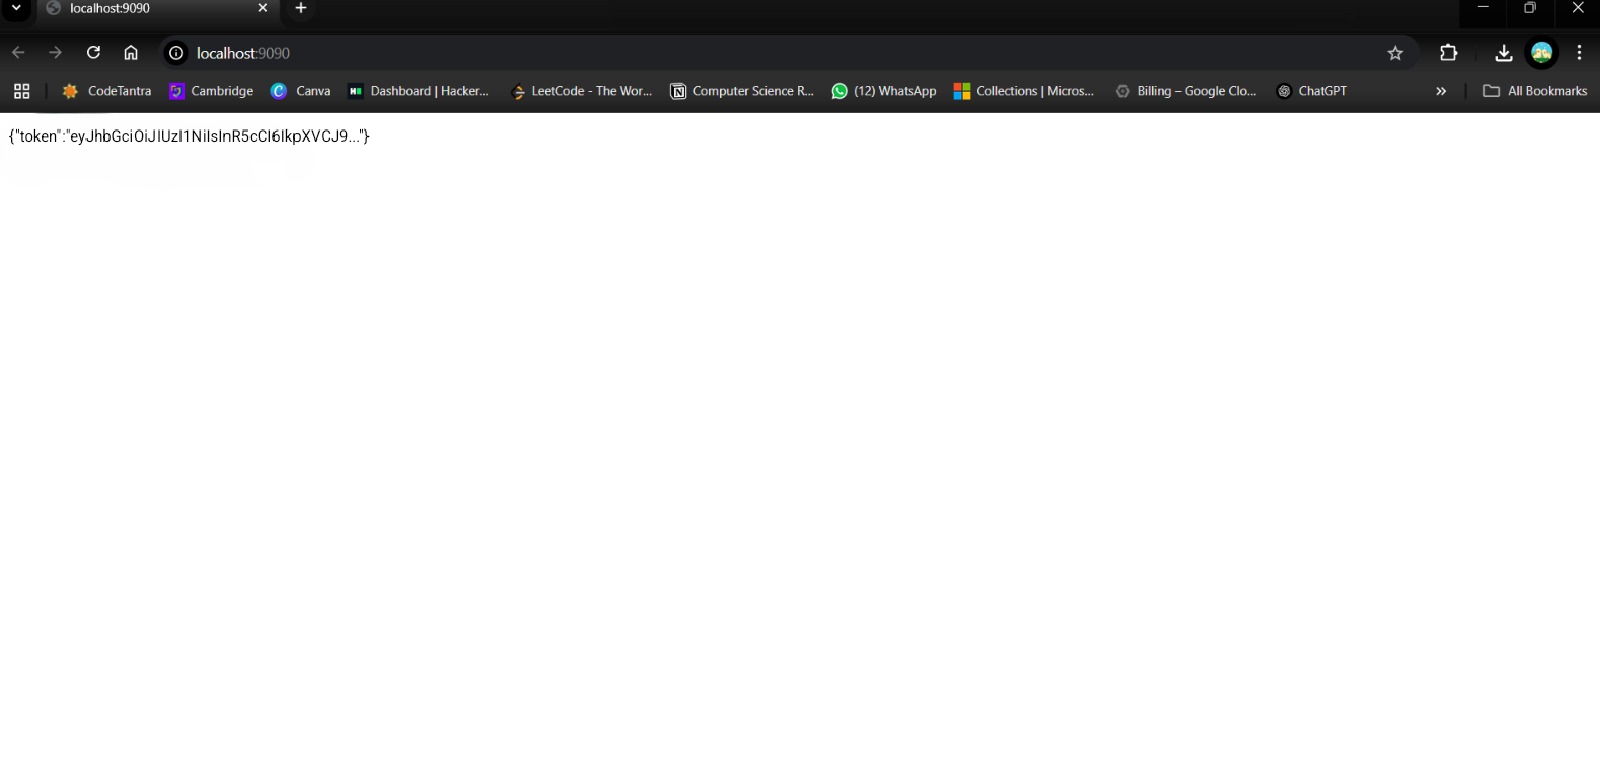 localhost:9090
localhost:9090
CodeTantra Cambridge Canva Dashboard | Hacker... LeetCode - The Wor... Computer Science R... (12) WhatsApp Collections | Micros... Billing – Google Clo... ChatGPT All Bookmarks
{"token":"eyJhbGciOiJIUzI1NiIsInR5cCI6IkpXVCJ9..."}